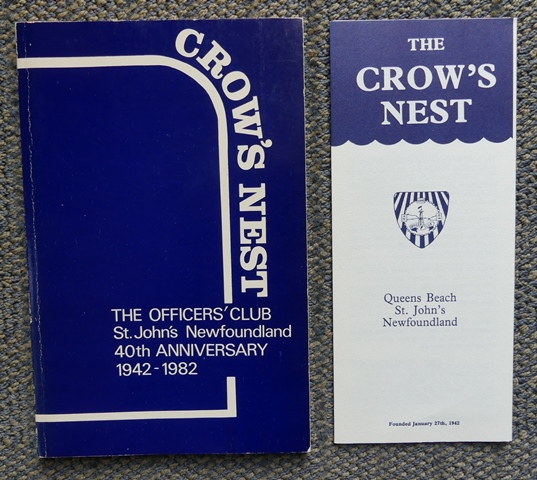 CROW'S NEST
THE OFFICERS' CLUB
St. John's Newfoundland
40th ANNIVERSARY
1942-1982
THE
CROW'S
NEST
Queens Beach
St. John's
Newfoundland
Founded January 27th, 1942